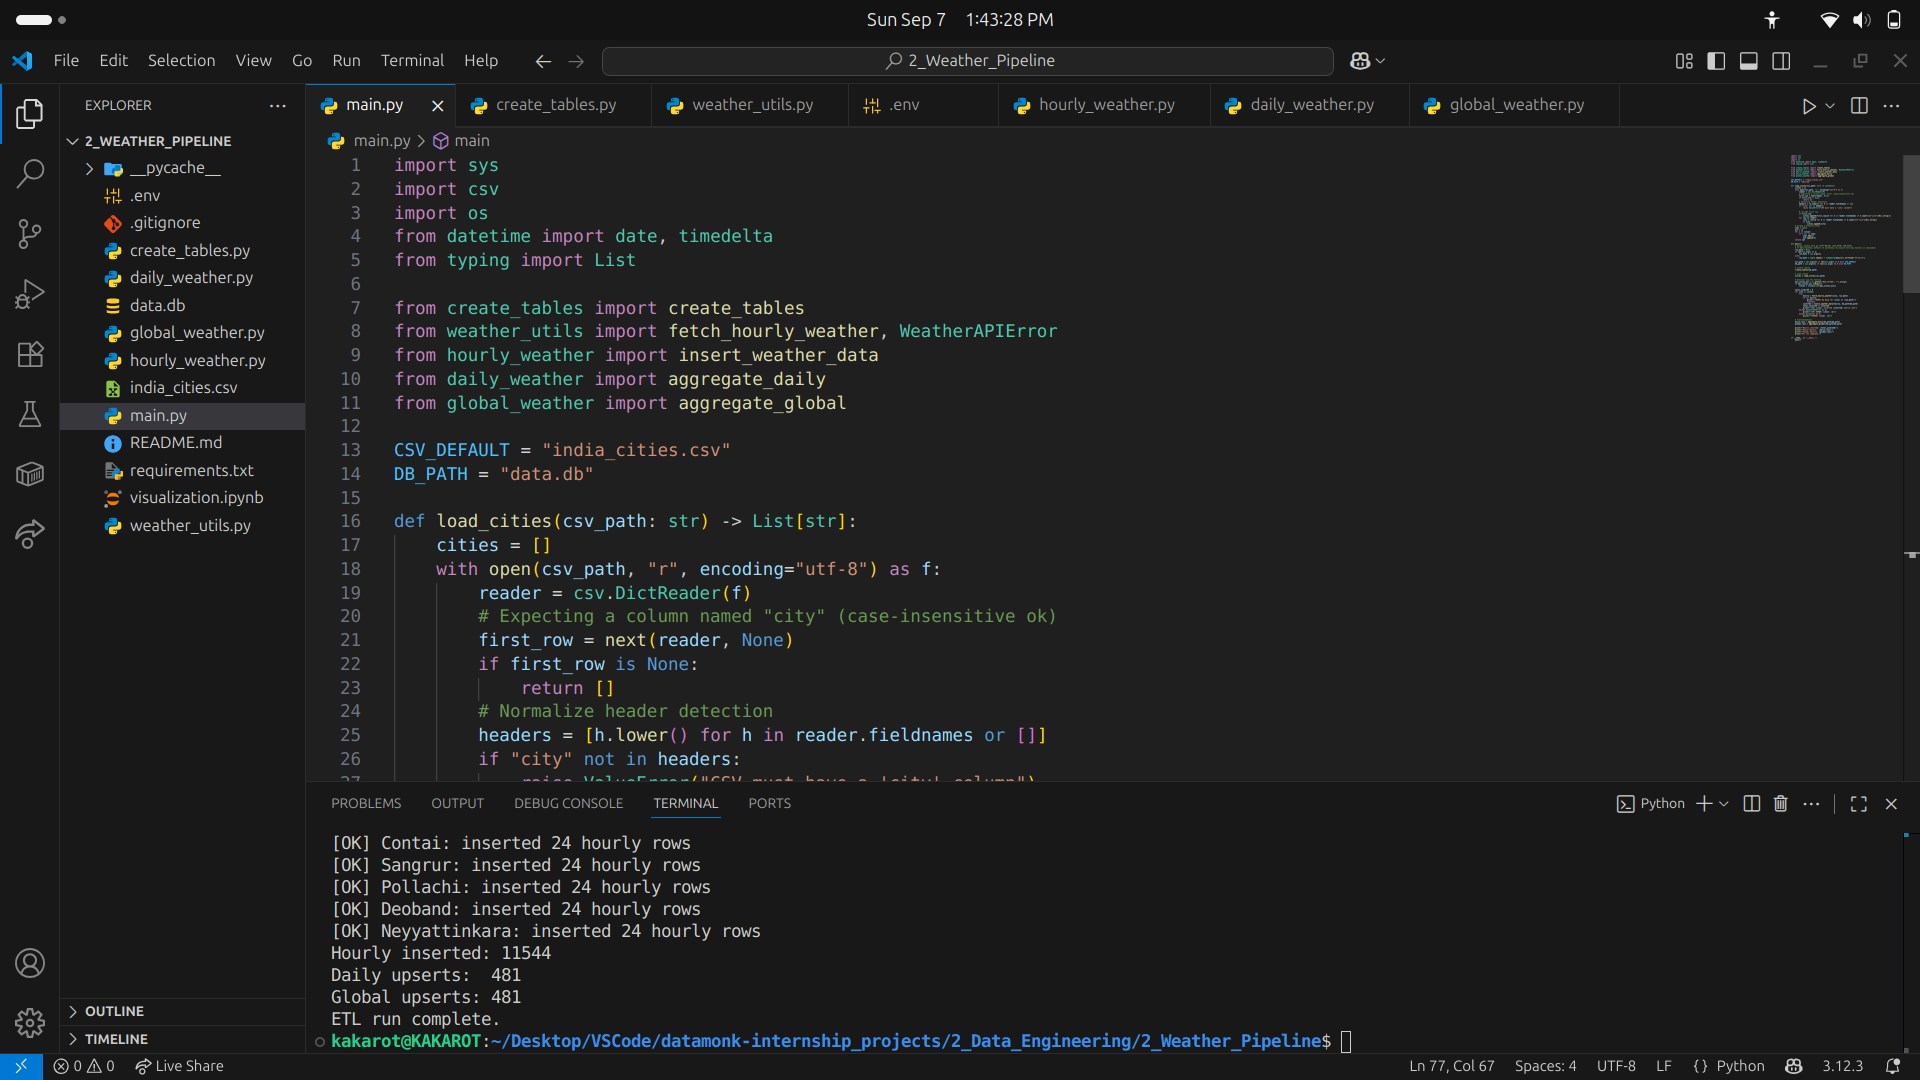 Sun Sep 7 1:43:28 PM
File Edit Selection View Go Run Terminal Help
2_Weather_Pipeline
EXPLORER
2_WEATHER_PIPELINE
__pycache__
.env
.gitignore
create_tables.py
daily_weather.py
data.db
global_weather.py
hourly_weather.py
india_cities.csv
main.py
README.md
requirements.txt
visualization.ipynb
weather_utils.py
OUTLINE
TIMELINE
main.py create_tables.py weather_utils.py .env hourly_weather.py daily_weather.py global_weather.py
main.py > main
1 import sys
2 import csv
3 import os
4 from datetime import date, timedelta
5 from typing import List
6
7 from create_tables import create_tables
8 from weather_utils import fetch_hourly_weather, WeatherAPIError
9 from hourly_weather import insert_weather_data
10 from daily_weather import aggregate_daily
11 from global_weather import aggregate_global
12
13 CSV_DEFAULT = "india_cities.csv"
14 DB_PATH = "data.db"
15
16 def load_cities(csv_path: str) -> List[str]:
17 cities = []
18 with open(csv_path, "r", encoding="utf-8") as f:
19 reader = csv.DictReader(f)
20 # Expecting a column named "city" (case-insensitive ok)
21 first_row = next(reader, None)
22 if first_row is None:
23 return []
24 # Normalize header detection
25 headers = [h.lower() for h in reader.fieldnames or []]
26 if "city" not in headers:
27 raise ValueError("CSV must have a 'city' column")
PROBLEMS OUTPUT DEBUG CONSOLE TERMINAL PORTS
Python
[OK] Contai: inserted 24 hourly rows
[OK] Sangrur: inserted 24 hourly rows
[OK] Pollachi: inserted 24 hourly rows
[OK] Deoband: inserted 24 hourly rows
[OK] Neyyattinkara: inserted 24 hourly rows
Hourly inserted: 11544
Daily upserts: 481
Global upserts: 481
ETL run complete.
kakarot@KAKAROT:~/Desktop/VSCode/datamonk-internship_projects/2_Data_Engineering/2_Weather_Pipeline$
0 0 Live Share
Ln 77, Col 67 Spaces: 4 UTF-8 LF {} Python 3.12.3